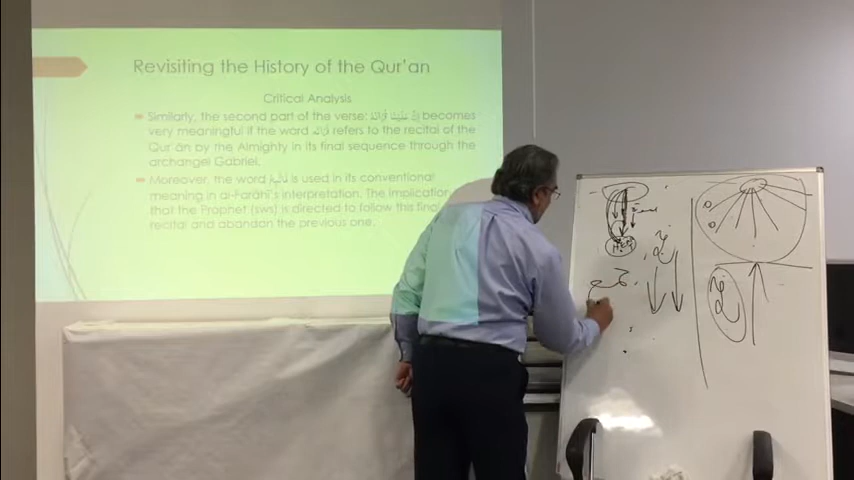 Revisiting the History of the Qur'an
Critical Analysis
Similarly, the second part of the verse: becomes
very meaningful if the word refers to the recital of the
Qur'an by the Almighty in its final sequence through the
archangel Gabriel.
Moreover, the word is used in its conventional
meaning in al-Farahi's interpretation. The implication
that the Prophet (sws) is directed to follow this final
recital and abandon the previous one.
جمع